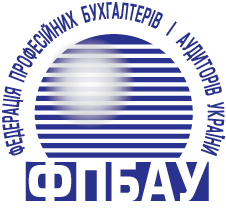 ФЕДЕРАЦІЯ ПРОФЕСІЙНИХ БУХГАЛТЕРІВ І АУДИТОРІВ УКРАЇНИ
ФПБАУ